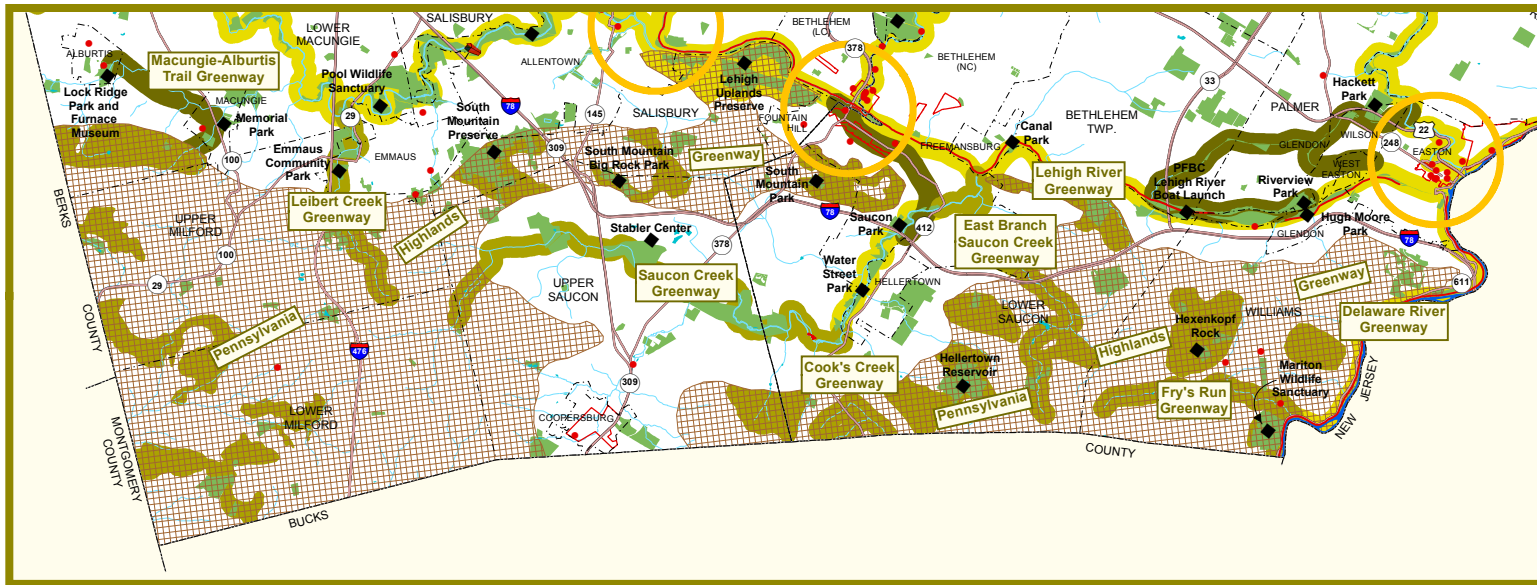 SALISBURY
LOWER
MACUNGIE
ALBURTIS
Macungie-Alburtis
Trail Greenway
Lock Ridge
Park and
Furnace
Museum
MACUNGIE
Memorial
Park
Pool Wildlife
Sanctuary
29
Emmaus
Community
Park
EMMAUS
100
South
Mountain
Preserve
78
ALLENTOWN
145
309
SALISBURY
South Mountain
Big Rock Park
Greenway
BETHLEHEM
(LC)
378
BETHLEHEM
(NC)
Lehigh
Uplands
Preserve
FOUNTAIN
HILL
South
Mountain
Park
78
FREEMANSBURG
Canal
Park
33
BETHLEHEM
TWP.
Hackett
Park
PALMER
WILSON
22
248
EASTON
GLENDON
WEST
EASTON
Lehigh River
Greenway
PFBC
Lehigh River
Boat Laynch
Riverview
Park
Hugh Moore
Park
GLENDON
78
611
BERKS
COUNTY
UPPER
MILFORD
Leibert Creek
Greenway
Highlands
100
29
Pennsylvania
476
LOWER
MILFORD
MONTGOMERY
COUNTY
BUCKS
Stabler Center
378
Saucon Creek
Greenway
UPPER
SAUCON
309
COOPERSBURG
Saucon
Park
412
Water
Street
Park
HELLERTOWN
East Branch
Saucon Creek
Greenway
LOWER
SAUCON
Cook's Creek
Greenway
Hellertown
Reservoir
Pennsylvania
Highlands
Hexenkopf
Rock
WILLIAMS
Greenway
Delaware River
Greenway
Fry's Run
Greenway
Mariton
Wildlife
Sanctuary
COUNTY
NEW
JERSEY